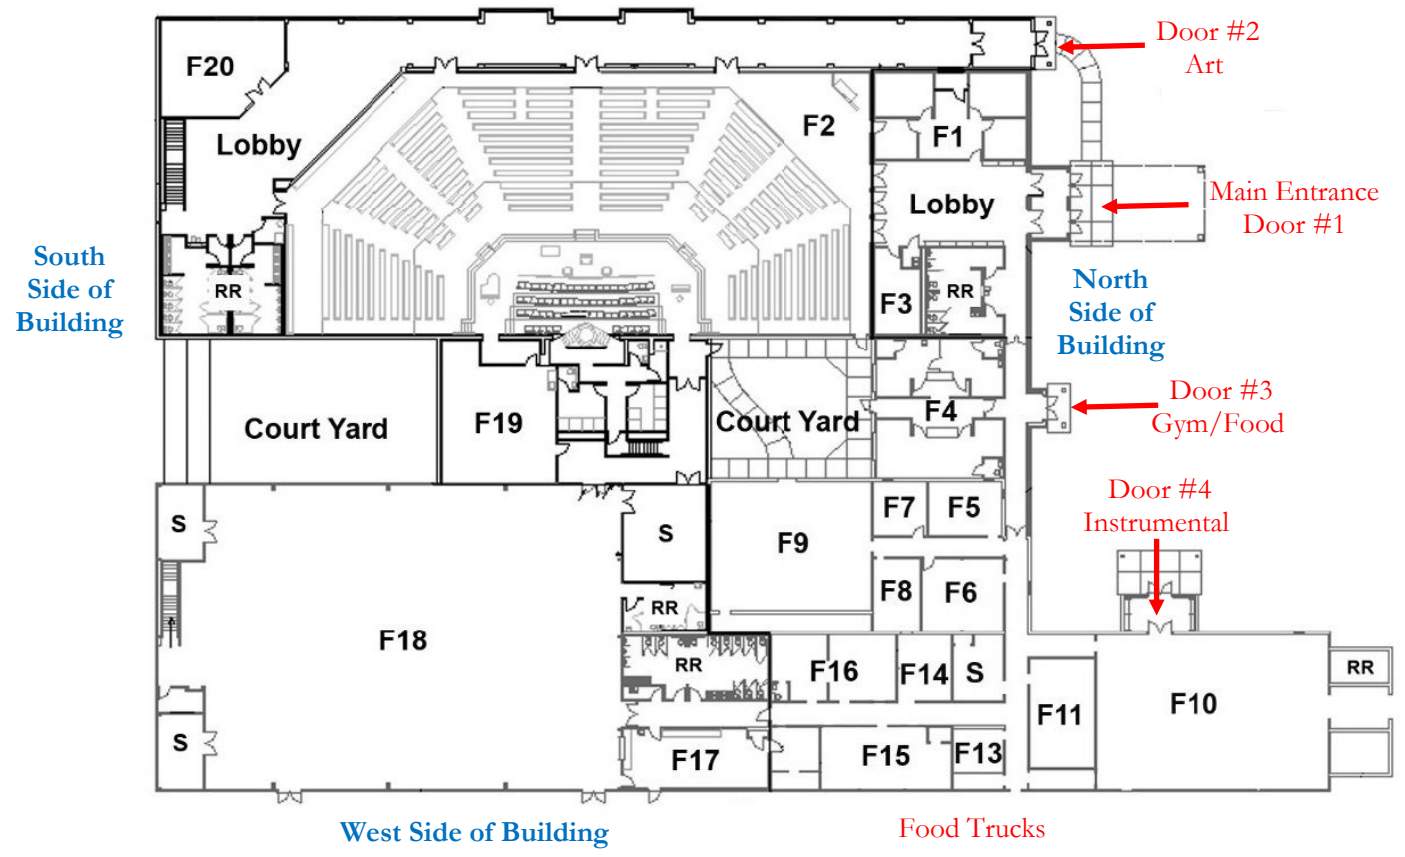 Door #2
Art
F20
F2
F1
Lobby
Lobby
Main Entrance
Door #1
South
Side of
Building
RR
F3
RR
North
Side of
Building
Court Yard
F19
Court Yard
F4
Door #3
Gym/Food
Door #4
Instrumental
S
S
F9
F7
F5
F8
F6
RR
F18
RR
F16
F14
S
F11
F10
RR
S
F17
F15
F13
West Side of Building
Food Trucks